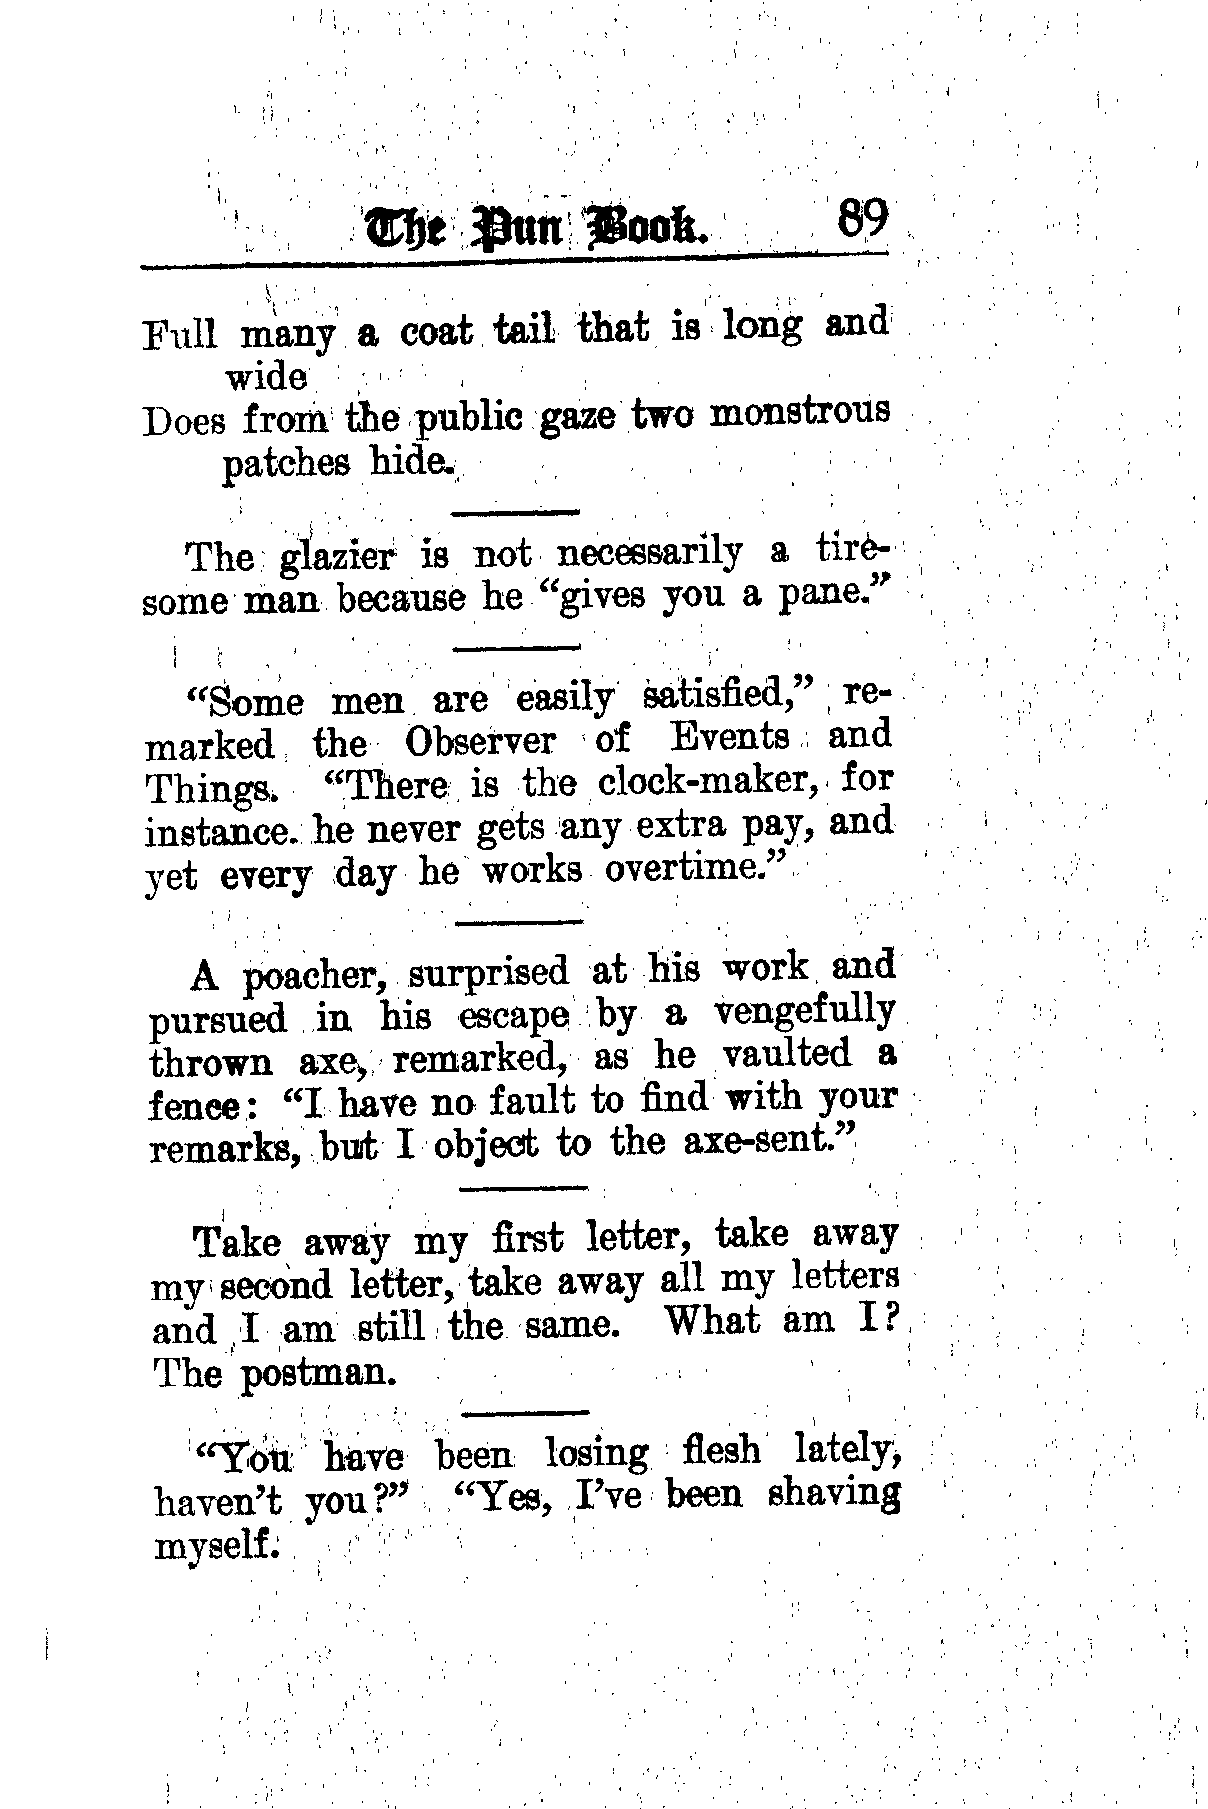 The Pun Book. 89
Full many a coat tail that is long and
wide
Does from the public gaze two monstrous
patches hide.
The glazier is not necessarily a tire-
some man because he “gives you a pane.”
“Some men are easily satisfied,” re-
marked the Observer of Events and
Things. “There is the clock-maker, for
instance. he never gets any extra pay, and
yet every day he works overtime.”
A poacher, surprised at his work and
pursued in his escape by a vengefully
thrown axe, remarked, as he vaulted a
fence: “I have no fault to find with your
remarks, but I object to the axe-sent.”
Take away my first letter, take away
my second letter, take away all my letters
and I am still the same. What am I?
The postman.
“You have been losing flesh lately,
haven’t you?” “Yes, I’ve been shaving
myself.